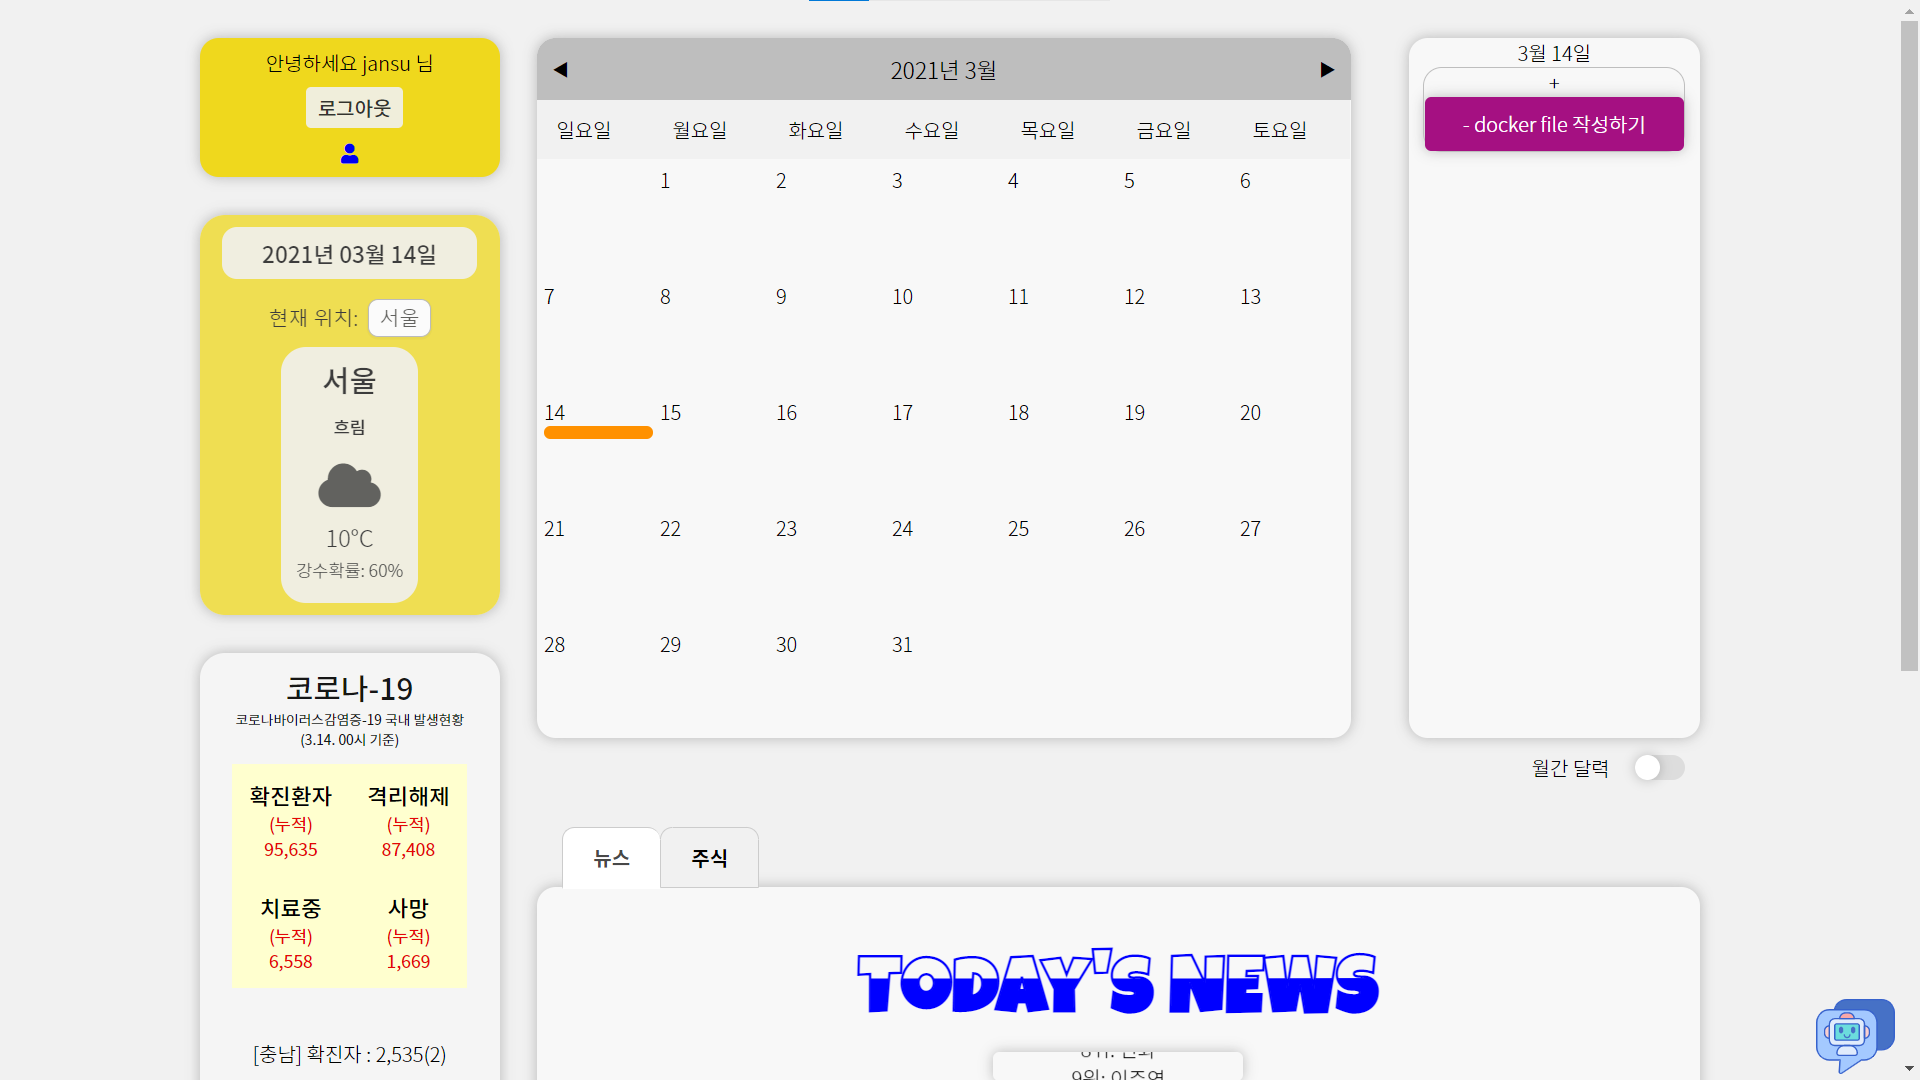 안녕하세요 jansu 님
로그아웃
2021년 03월 14일
현재 위치: 서울
서울
흐림
10°C
강수확률: 60%
코로나-19
코로나바이러스감염증-19 국내 발생현황
(3.14. 00시 기준)
확진환자 격리해제
(누적) (누적)
95,635 87,408
치료중 사망
(누적) (누적)
6,558 1,669
[충남] 확진자 : 2,535(2)
◀ 2021년 3월 ▶
일요일 월요일 화요일 수요일 목요일 금요일 토요일
1 2 3 4 5 6
7 8 9 10 11 12 13
14 15 16 17 18 19 20
21 22 23 24 25 26 27
28 29 30 31
3월 14일
+
- docker file 작성하기
월간 달력
뉴스 주식
TODAY'S NEWS
9위: 이주연